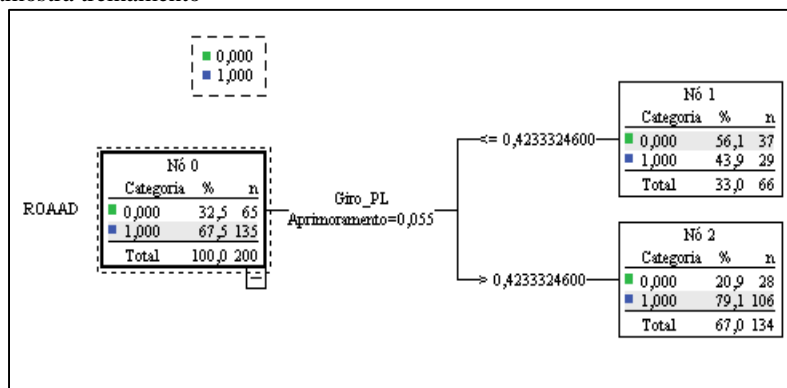 0,000
1,000
ROAAD
Nó 0
Categoria % n
0,000 32,5 65
1,000 67,5 135
Total 100,0 200
Giro_PL
Aprimoramento=0,055
<= 0,4233324600
Nó 1
Categoria % n
0,000 56,1 37
1,000 43,9 29
Total 33,0 66
> 0,4233324600
Nó 2
Categoria % n
0,000 20,9 28
1,000 79,1 106
Total 67,0 134